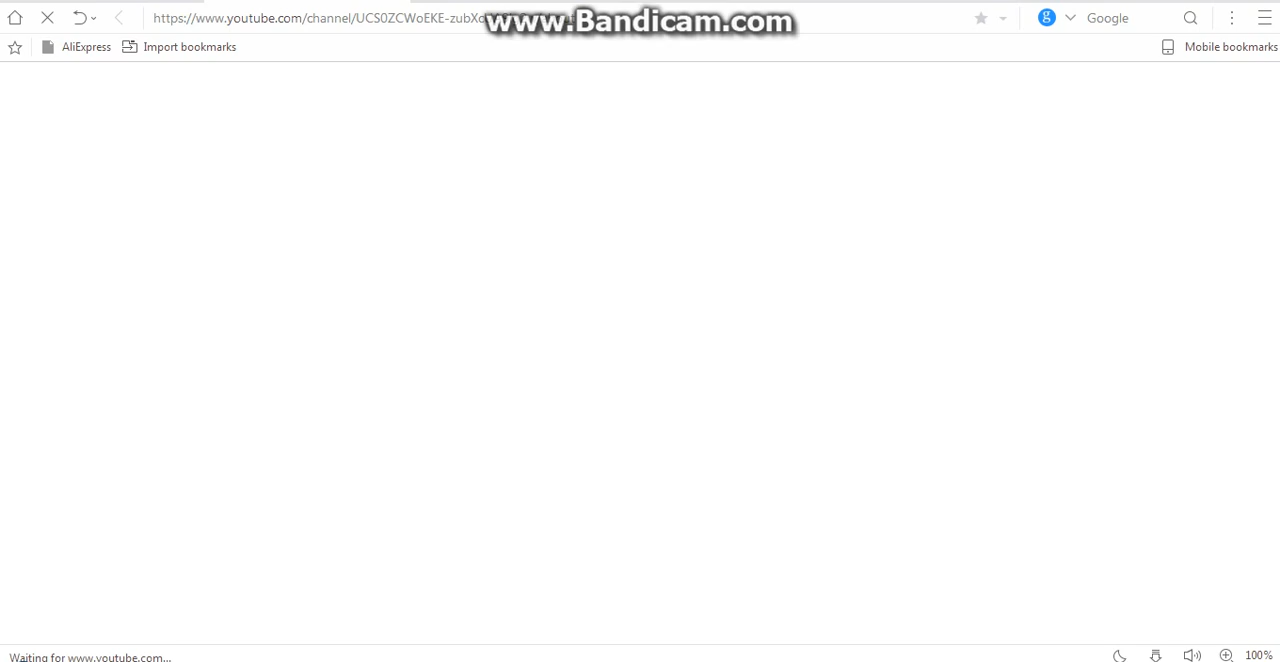 https://www.youtube.com/channel/UCS0ZCWoEKE-zubX
www.Bandicam.com
Google
AliExpress
Import bookmarks
Mobile bookmarks
Waiting for www.youtube.com...
100%